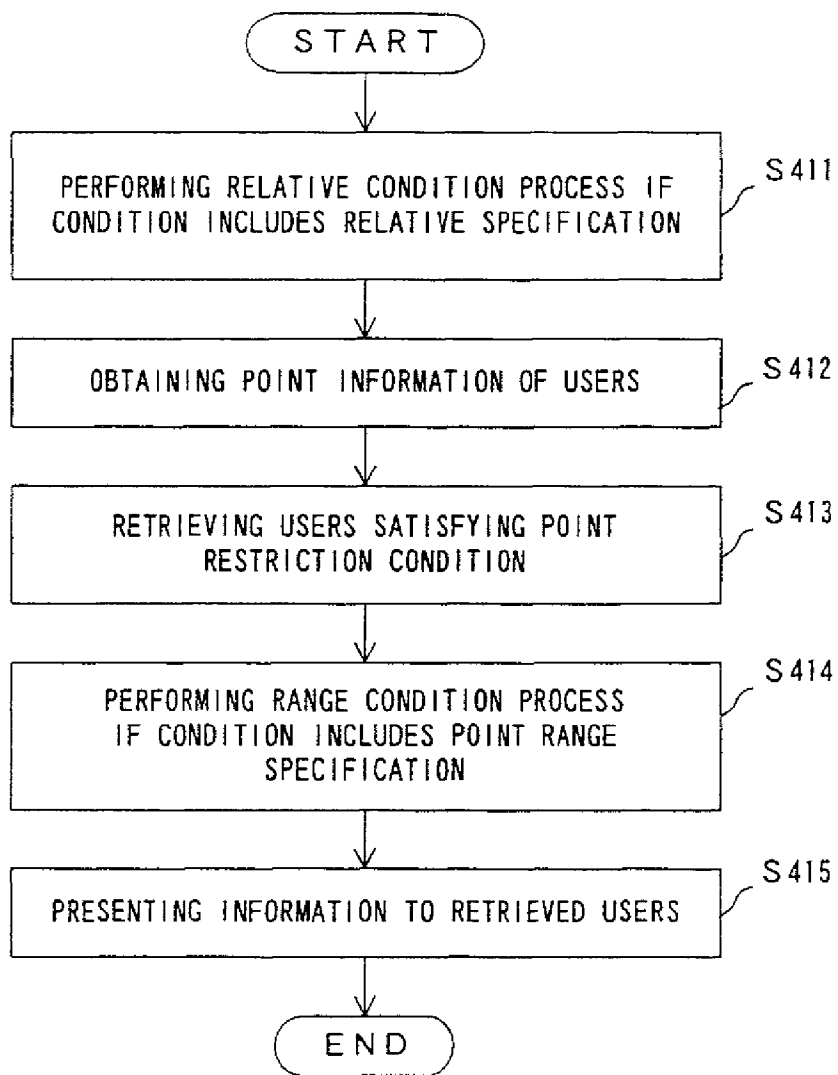 START
PERFORMING RELATIVE CONDITION PROCESS IF
CONDITION INCLUDES RELATIVE SPECIFICATION
S411
OBTAINING POINT INFORMATION OF USERS
S412
RETRIEVING USERS SATISFYING POINT
RESTRICTION CONDITION
S413
PERFORMING RANGE CONDITION PROCESS
IF CONDITION INCLUDES POINT RANGE
SPECIFICATION
S414
PRESENTING INFORMATION TO RETRIEVED USERS
S415
END